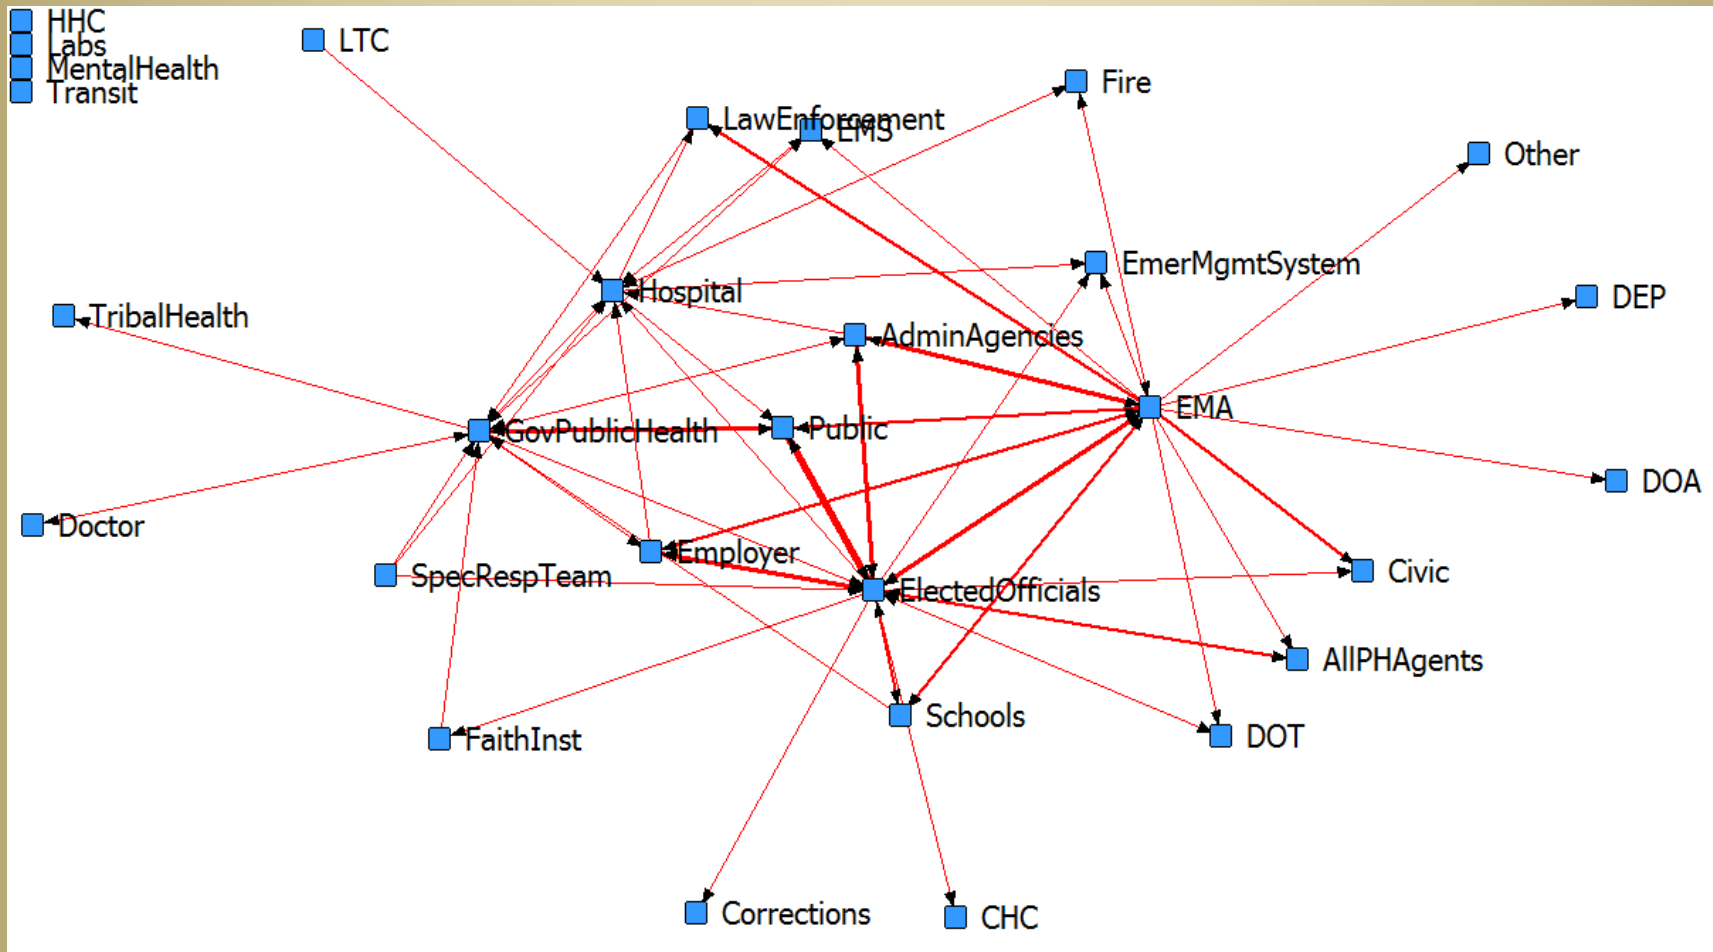 HHC
Labs
MentalHealth
Transit
LTC
Fire
LawEnforcement
EMS
Other
EmerMgmtSystem
Hospital
DEP
TribalHealth
AdminAgencies
EMA
Public
GovPublicHealth
DOA
Doctor
Employer
Civic
SpecRespTeam
ElectedOfficials
AllPHAgents
Schools
DOT
FaithInst
Corrections
CHC